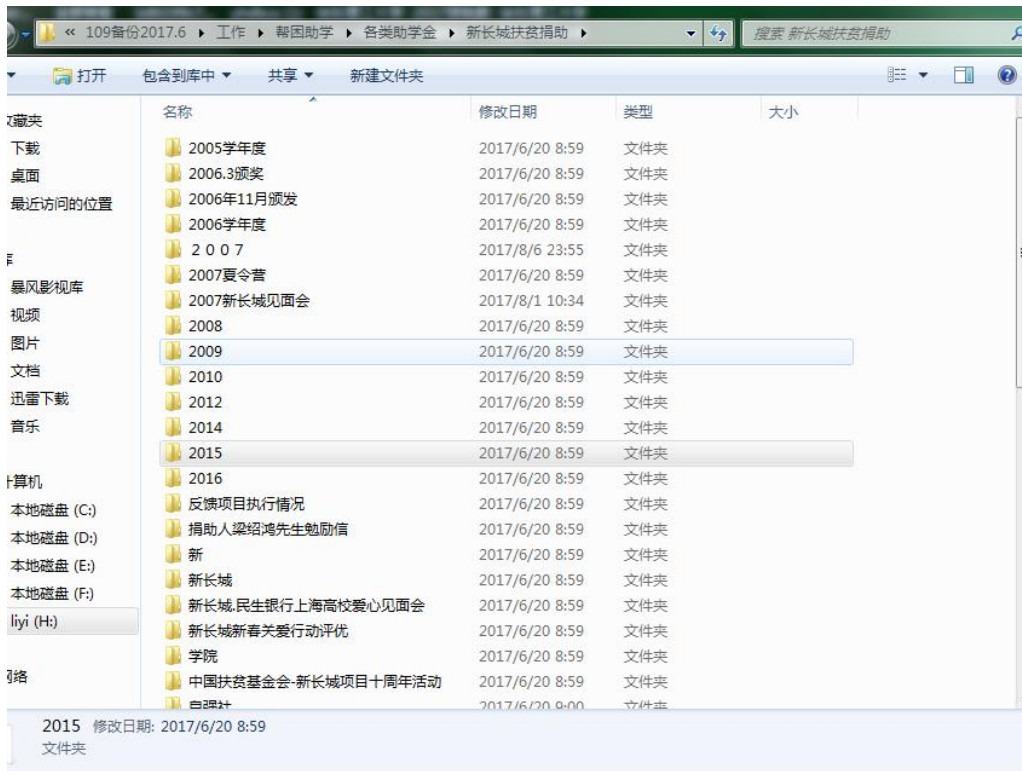 « 109备份2017.6 ▸ 工作 ▸ 帮困助学 ▸ 各类助学金 ▸ 新长城扶贫捐助 ▸ 搜索 新长城扶贫捐助
打开 包含到库中 共享 新建文件夹
名称 修改日期 类型 大小
收藏夹
下载
桌面
最近访问的位置
库
暴风影视库
视频
图片
文档
迅雷下载
音乐
计算机
本地磁盘 (C:)
本地磁盘 (D:)
本地磁盘 (E:)
本地磁盘 (F:)
liyi (H:)
网络
2005学年度 2017/6/20 8:59 文件夹
2006.3颁奖 2017/6/20 8:59 文件夹
2006年11月颁发 2017/6/20 8:59 文件夹
2006学年度 2017/6/20 8:59 文件夹
２００７ 2017/8/6 23:55 文件夹
2007夏令营 2017/6/20 8:59 文件夹
2007新长城见面会 2017/8/1 10:34 文件夹
2008 2017/6/20 8:59 文件夹
2009 2017/6/20 8:59 文件夹
2010 2017/6/20 8:59 文件夹
2012 2017/6/20 8:59 文件夹
2014 2017/6/20 8:59 文件夹
2015 2017/6/20 8:59 文件夹
2016 2017/6/20 8:59 文件夹
反馈项目执行情况 2017/6/20 8:59 文件夹
捐助人梁绍鸿先生勉励信 2017/6/20 8:59 文件夹
新 2017/6/20 8:59 文件夹
新长城 2017/6/20 8:59 文件夹
新长城.民生银行上海高校爱心见面会 2017/6/20 8:59 文件夹
新长城新春关爱行动评优 2017/6/20 8:59 文件夹
学院 2017/6/20 8:59 文件夹
中国扶贫基金会-新长城项目十周年活动 2017/6/20 8:59 文件夹
自强社 2017/6/20 9:00 文件夹
2015 修改日期: 2017/6/20 8:59
文件夹